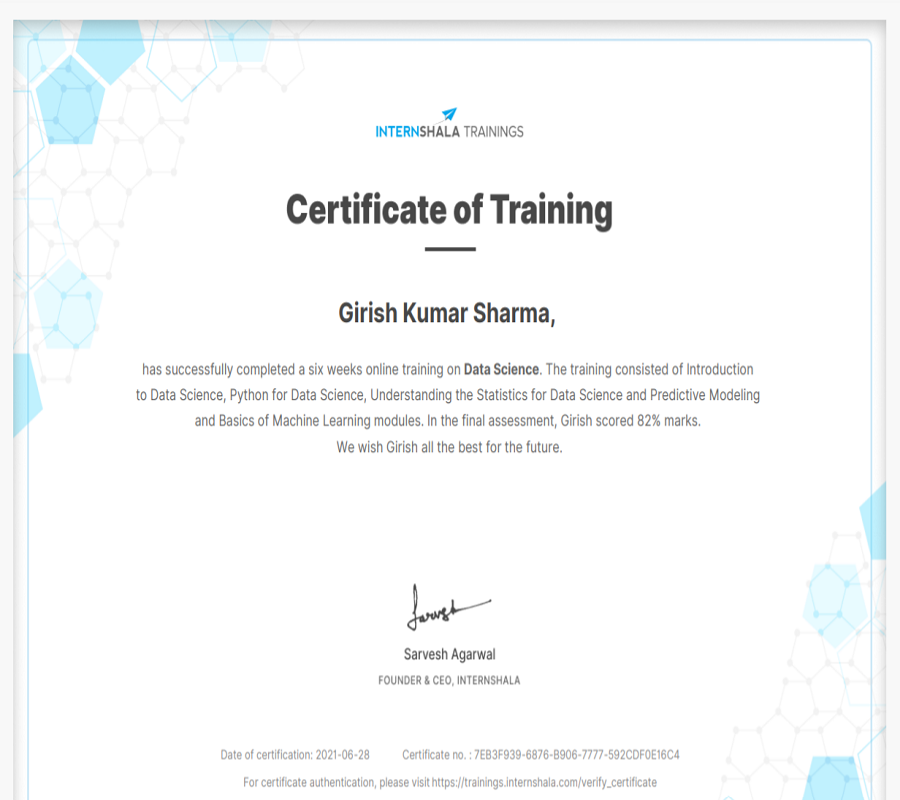 INTERNSHALA TRAININGS
Certificate of Training
Girish Kumar Sharma,
has successfully completed a six weeks online training on Data Science. The training consisted of Introduction
to Data Science, Python for Data Science, Understanding the Statistics for Data Science and Predictive Modeling
and Basics of Machine Learning modules. In the final assessment, Girish scored 82% marks.
We wish Girish all the best for the future.
Sarvesh
Sarvesh Agarwal
FOUNDER & CEO, INTERNSHALA
Date of certification: 2021-06-28 Certificate no. : 7EB3F939-6876-B906-7777-592CDF0E16C4
For certificate authentication, please visit https://trainings.internshala.com/verify_certificate